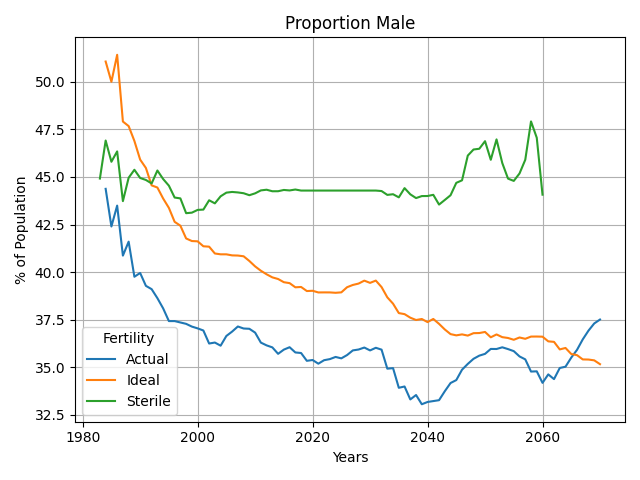 Proportion Male
% of Population
50.0
47.5
45.0
42.5
40.0
37.5
35.0
32.5
Fertility
Actual
Ideal
Sterile
1980
2000
2020
2040
2060
Years